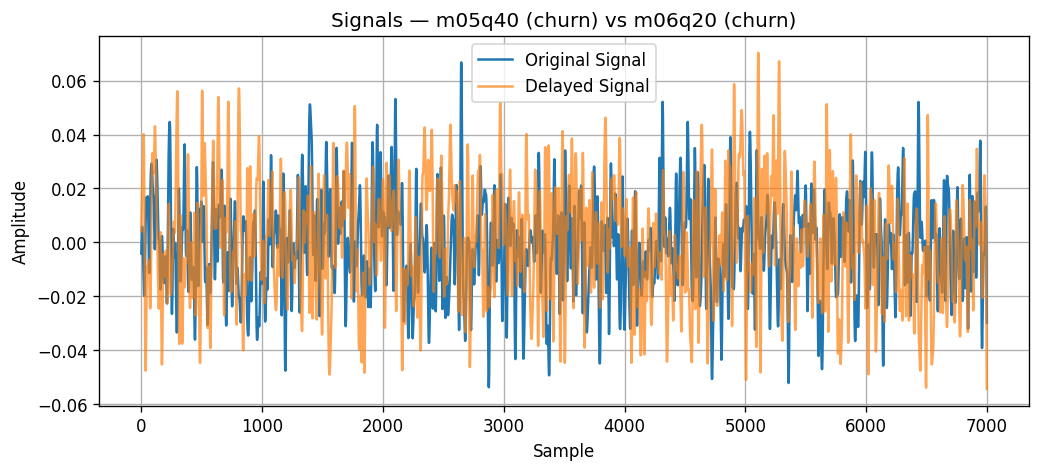 Signals — m05q40 (churn) vs m06q20 (churn)
Original Signal
Delayed Signal
Amplitude
0.06
0.04
0.02
0.00
−0.02
−0.04
−0.06
0 1000 2000 3000 4000 5000 6000 7000
Sample